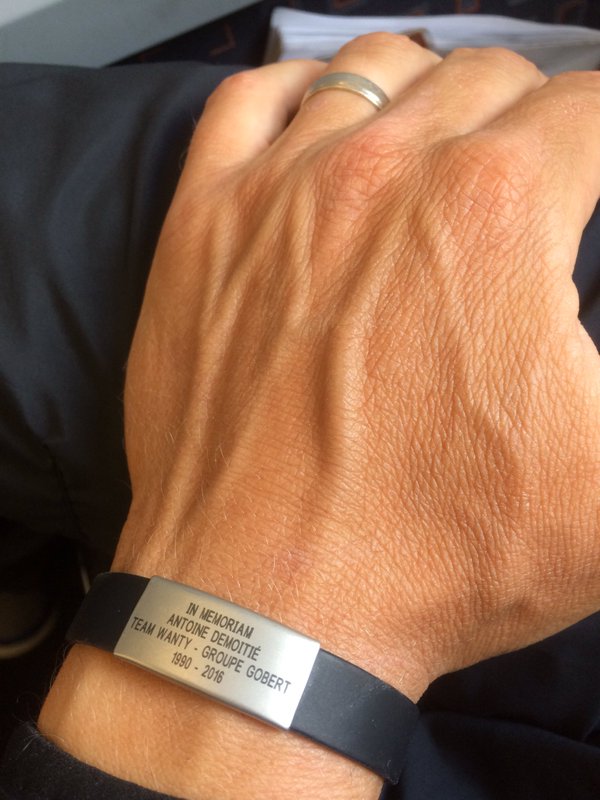 IN MEMORIAM
ANTOINE DEMOITIÉ
TEAM WANTY - GROUPE GOBERT
1990 - 2016